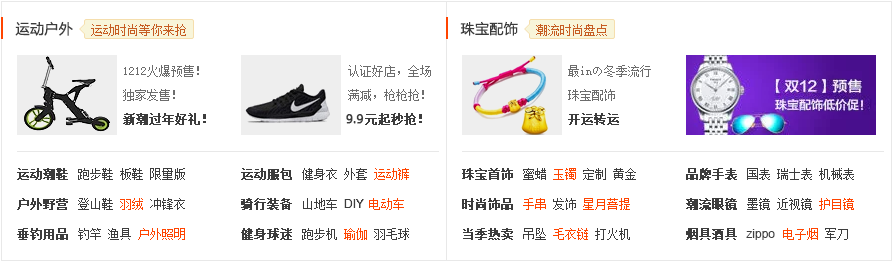 运动户外 运动时尚等你来抢
1212火爆预售!
独家发售!
新潮过年好礼!
认证好店，全场
满减，枪枪抢!
9.9元起秒抢!
运动潮鞋 跑步鞋 板鞋 限量版
户外野营 登山鞋 羽绒 冲锋衣
垂钓用品 钓竿 渔具 户外照明
运动服包 健身衣 外套 运动裤
骑行装备 山地车 DIY 电动车
健身球迷 跑步机 瑜伽 羽毛球
珠宝配饰 潮流时尚盘点
最inの冬季流行
珠宝配饰
开运转运
【双12】预售
珠宝配饰低价促!
珠宝首饰 蜜蜡 玉镯 定制 黄金
时尚饰品 手串 发饰 星月菩提
当季热卖 吊坠 毛衣链 打火机
品牌手表 国表 瑞士表 机械表
潮流眼镜 墨镜 近视镜 护目镜
烟具酒具 zippo 电子烟 军刀